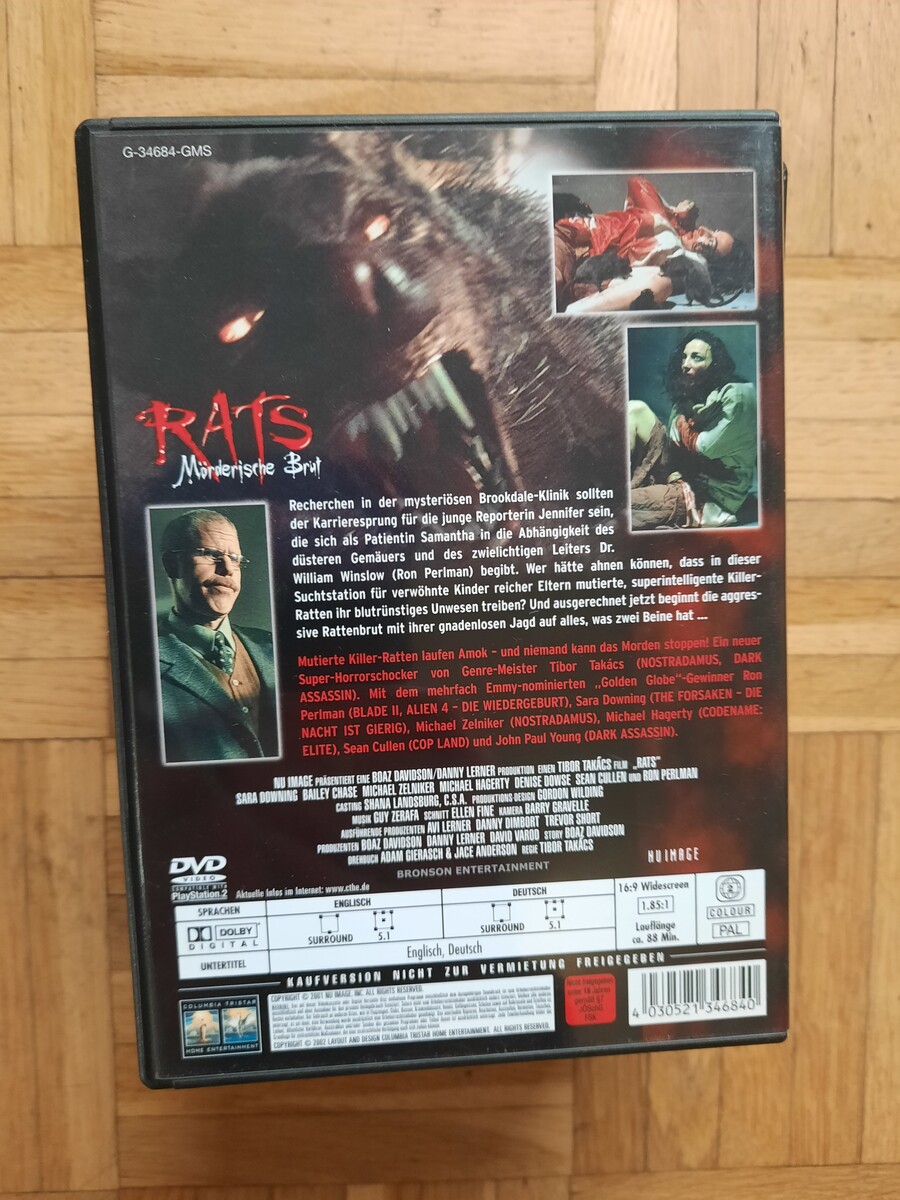 G-34684-GMS
RATS
Mörderische Brut
Recherchen in der mysteriösen Brookdale-Klinik sollten
der Karrieresprung für die junge Reporterin Jennifer sein,
die sich als Patientin Samantha in die Abhängigkeit des
düsteren Gemäuers und des zwielichtigen Leiters Dr.
William Winslow (Ron Perlman) begibt. Wer hätte ahnen können, dass in dieser
Suchtstation für verwöhnte Kinder reicher Eltern mutierte, superintelligente Killer-
Ratten ihr blutrünstiges Unwesen treiben? Und ausgerechnet jetzt beginnt die aggres-
sive Rattenbrut mit ihrer gnadenlosen Jagd auf alles, was zwei Beine hat ...
Mutierte Killer-Ratten laufen Amok - und niemand kann das Morden stoppen! Ein neuer
Super-Horrorschocker von Genre-Meister Tibor Takács (NOSTRADAMUS, DARK
ASSASSIN). Mit dem mehrfach Emmy-nominierten „Golden Globe"-Gewinner Ron
Perlman (BLADE II, ALIEN 4 - DIE WIEDERGEBURT), Sara Downing (THE FORSAKEN - DIE
NACHT IST GIERIG), Michael Zelniker (NOSTRADAMUS), Michael Hagerty (CODENAME:
ELITE), Sean Cullen (COP LAND) und John Paul Young (DARK ASSASSIN).
NU IMAGE PRÄSENTIERT EINE BOAZ DAVIDSON/DANNY LERNER PRODUKTION EINEN TIBOR TAKÁCS FILM „RATS"
SARA DOWNING BAILEY CHASE MICHAEL ZELNIKER MICHAEL HAGERTY DENISE DOWSE SEAN CULLEN UND RON PERLMAN
CASTING SHANA LANDSBURG, C.S.A. PRODUKTIONS-DESIGN GORDON WILDING
MUSIK GUY ZERAFA SCHNITT ELLEN FINE KAMERA BARRY GRAVELLE
AUSFÜHRENDE PRODUZENTEN AVI LERNER DANNY DIMBORT TREVOR SHORT
PRODUZENTEN BOAZ DAVIDSON DANNY LERNER DAVID VAROD STORY BOAZ DAVIDSON
DREHBUCH ADAM GIERASCH & JACE ANDERSON REGIE TIBOR TAKÁCS
NU IMAGE
BRONSON ENTERTAINMENT
DVD
VIDEO
COMPATIBLE WITH
PlayStation 2
Aktuelle Infos im Internet: www.cthe.de
SPRACHEN
ENGLISCH
DEUTSCH
16:9 Widescreen
1.85:1
Lauflänge
ca. 88 Min.
2
COLOUR
PAL
DOLBY
DIGITAL
SURROUND
5.1
SURROUND
5.1
UNTERTITEL
Englisch, Deutsch
KAUFVERSION NICHT ZUR VERMIETUNG FREIGEGEBEN
COLUMBIA TRISTAR
HOME ENTERTAINMENT
COPYRIGHT © 2001 NU IMAGE, INC. ALL RIGHTS RESERVED.
COPYRIGHT © 2002 LAYOUT AND DESIGN COLUMBIA TRISTAR HOME ENTERTAINMENT. ALL RIGHTS RESERVED.
Nicht freigegeben
unter 18 Jahren
gemäß §7
JÖSchG
FSK
4 030521 346840